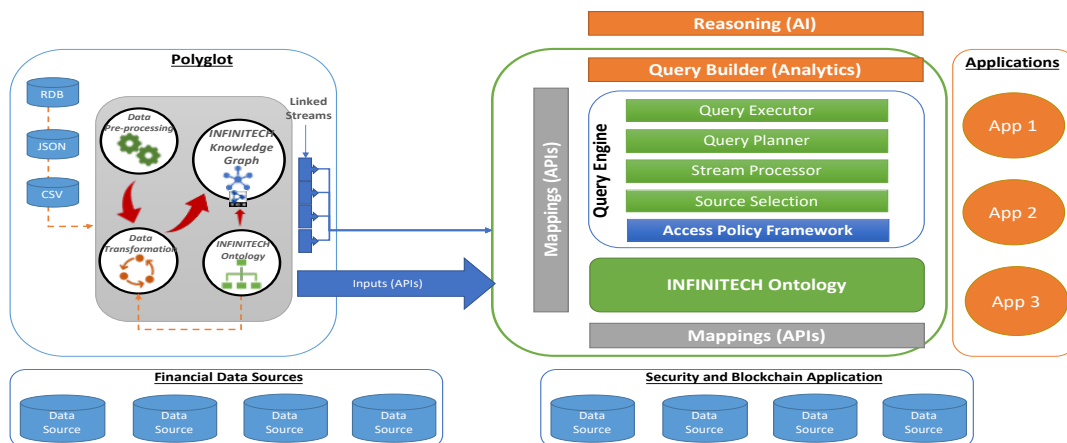 Reasoning (AI)
Polyglot
RDB
JSON
CSV
Data
Pre-processing
INFINITECH
Knowledge
Graph
Data
Transformation
INFINITECH
Ontology
Linked
Streams
Inputs (APIs)
Mappings (APIs)
Query Builder (Analytics)
Query Engine
Query Executor
Query Planner
Stream Processor
Source Selection
Access Policy Framework
INFINITECH Ontology
Mappings (APIs)
Applications
App 1
App 2
App 3
Financial Data Sources
Data
Source
Data
Source
Data
Source
Data
Source
Security and Blockchain Application
Data
Source
Data
Source
Data
Source
Data
Source